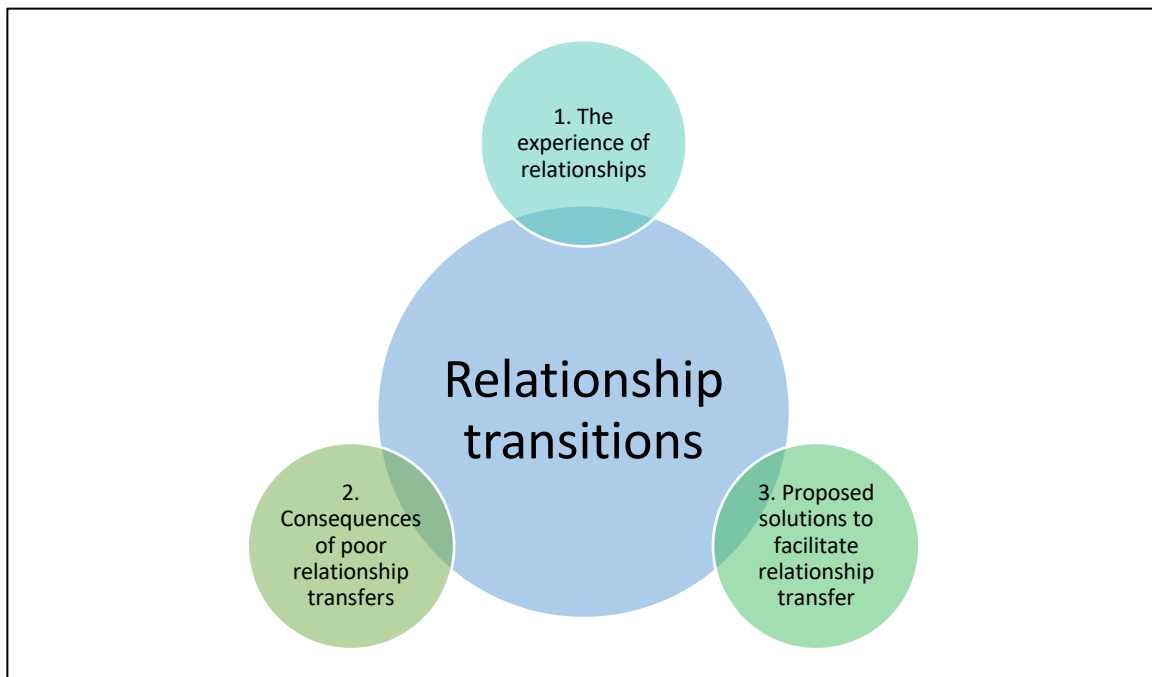 1. The
experience of
relationships
Relationship
transitions
2.
Consequences
of poor
relationship
transfers
3. Proposed
solutions to
facilitate
relationship
transfer